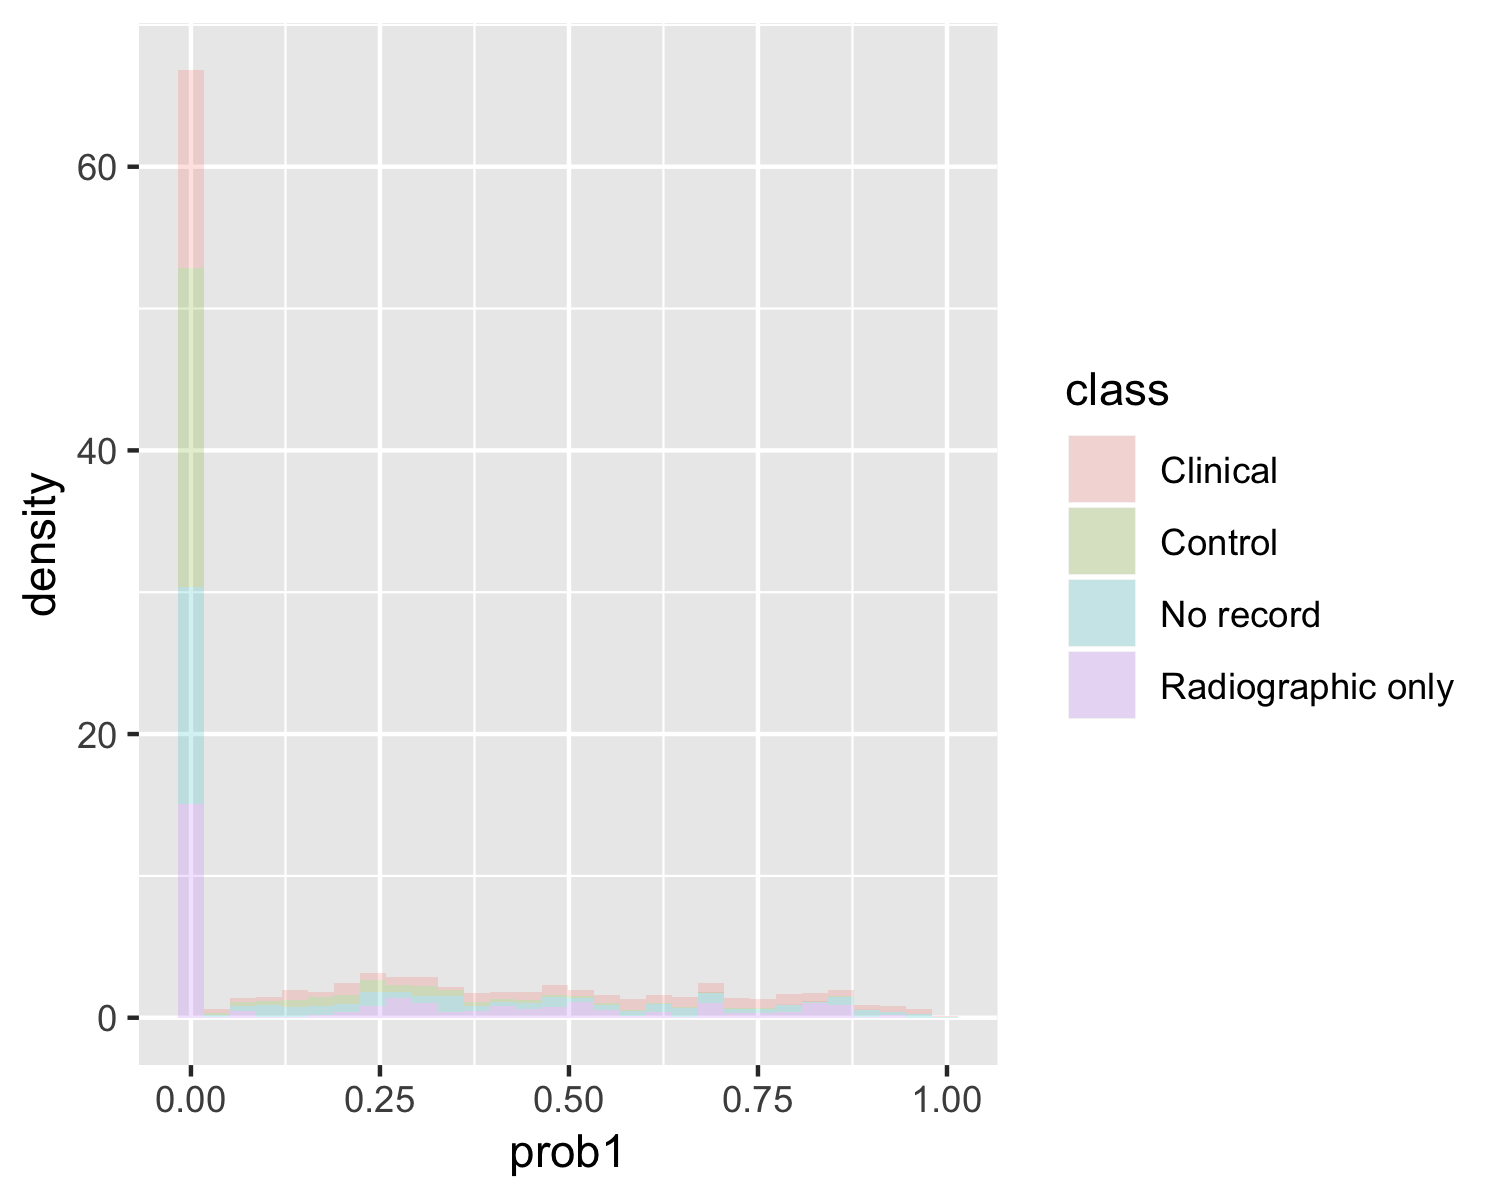 60
40
20
0
density
0.00 0.25 0.50 0.75 1.00
prob1
class
Clinical
Control
No record
Radiographic only